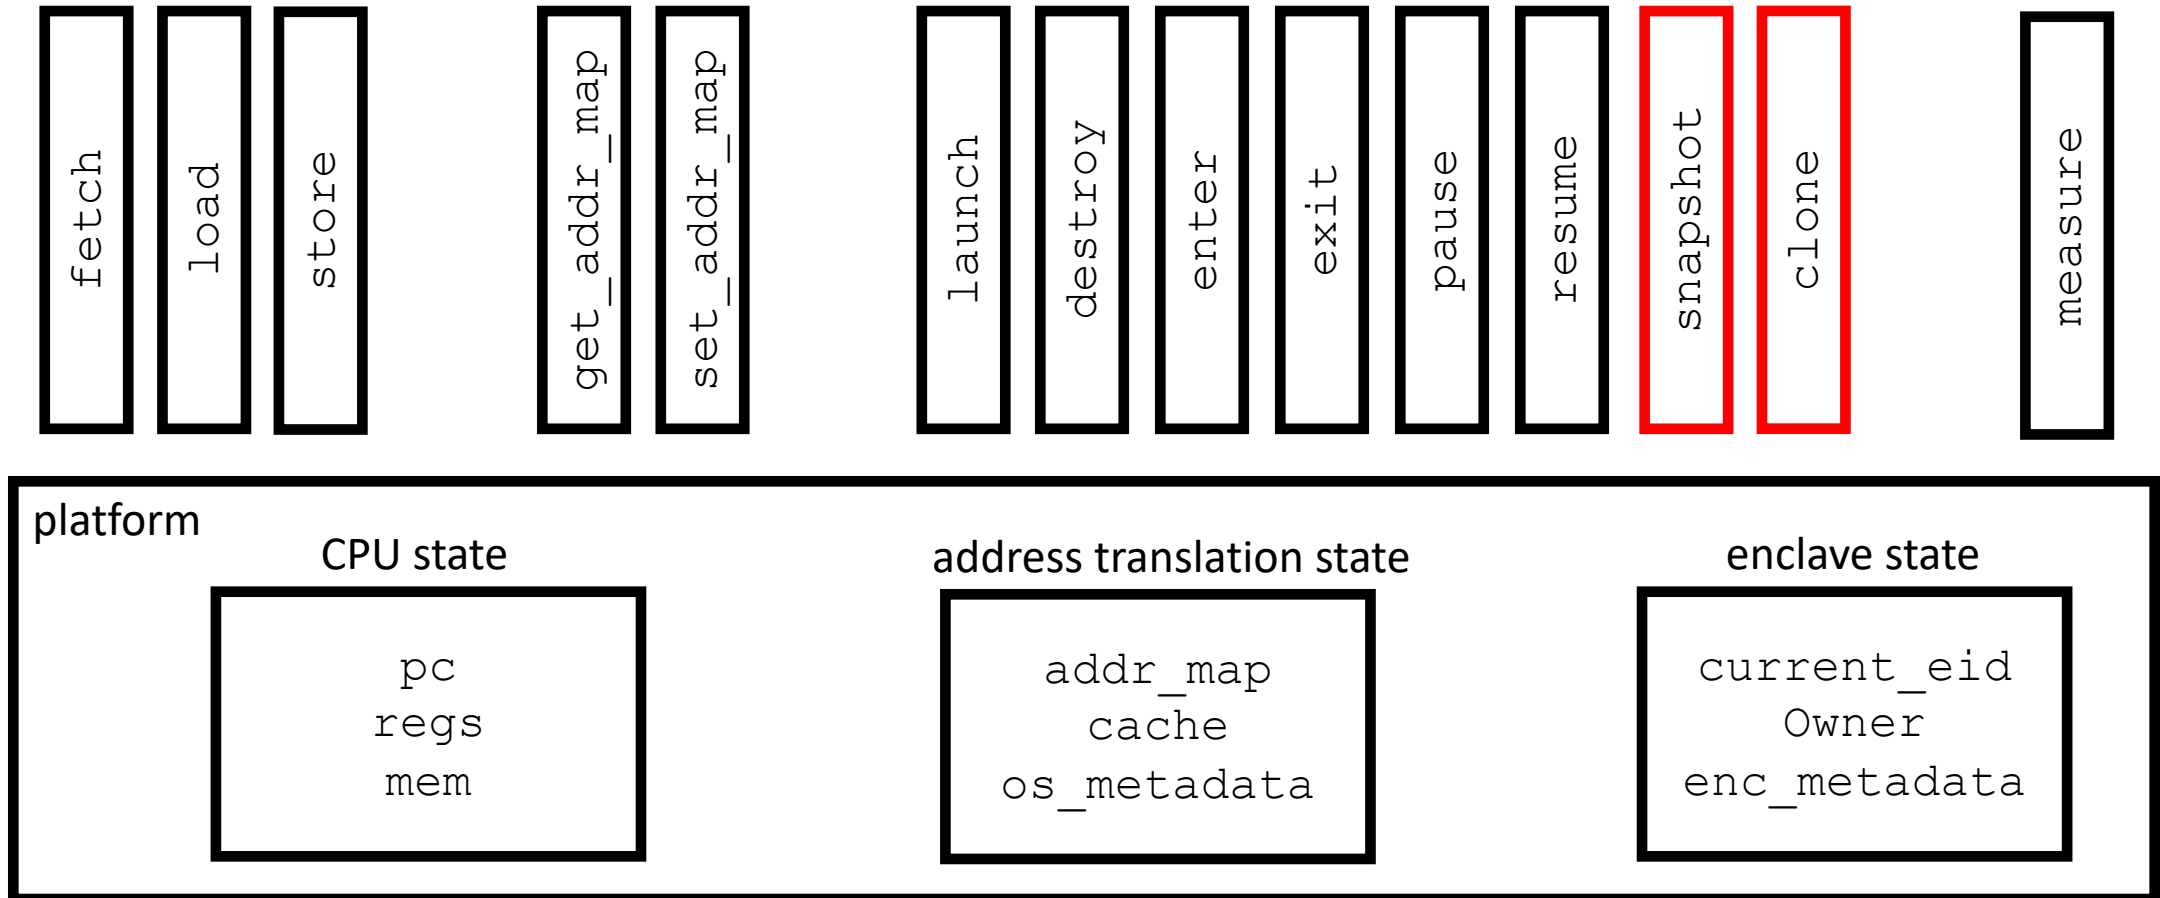 fetch
load
store
get_addr_map
set_addr_map
launch
destroy
enter
exit
pause
resume
snapshot
clone
measure
platform
CPU state
pc
regs
mem
address translation state
addr_map
cache
os_metadata
enclave state
current_eid
Owner
enc_metadata